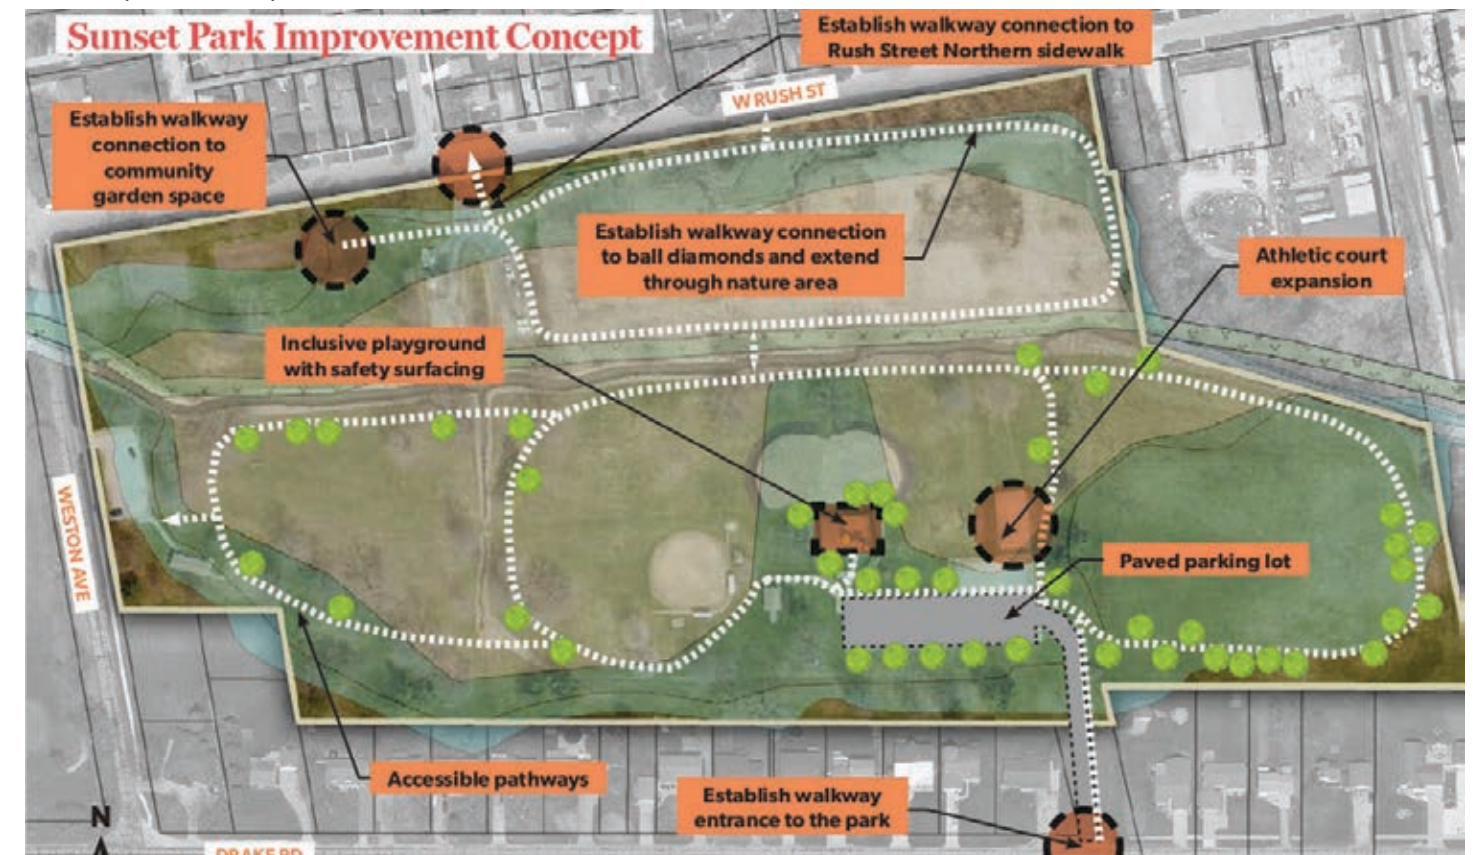 Sunset Park Improvement Concept
Establish walkway connection to
Rush Street Northern sidewalk
W RUSH ST
Establish walkway
connection to
community
garden space
Establish walkway connection
to ball diamonds and extend
through nature area
Athletic court
expansion
Inclusive playground
with safety surfacing
WESTON AVE
Paved parking lot
Accessible pathways
Establish walkway
entrance to the park
N
DRAKE RD